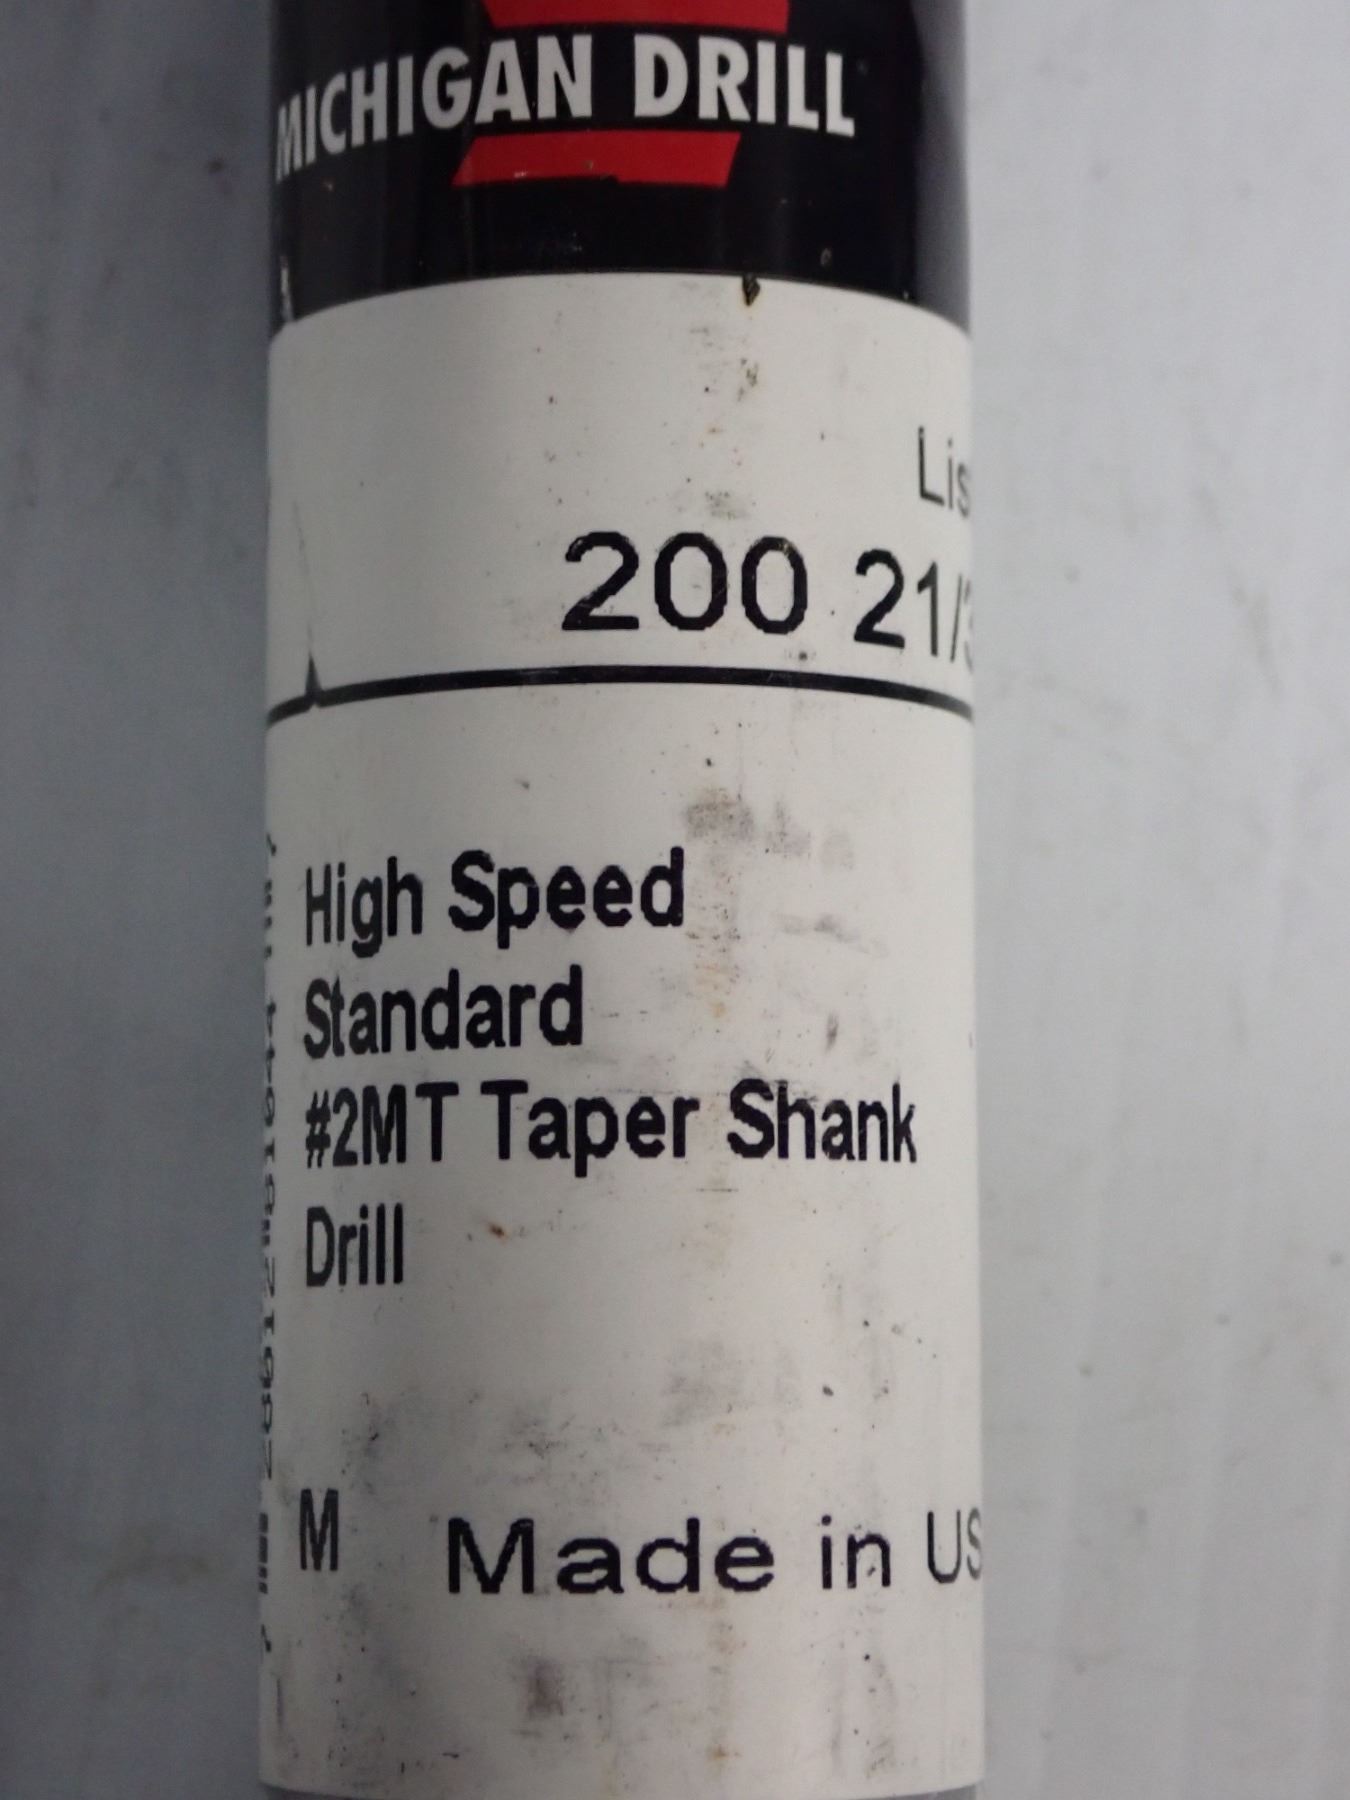 MICHIGAN DRILL
Lis
200 21/3
High Speed
Standard
#2MT Taper Shank
Drill
M Made in US